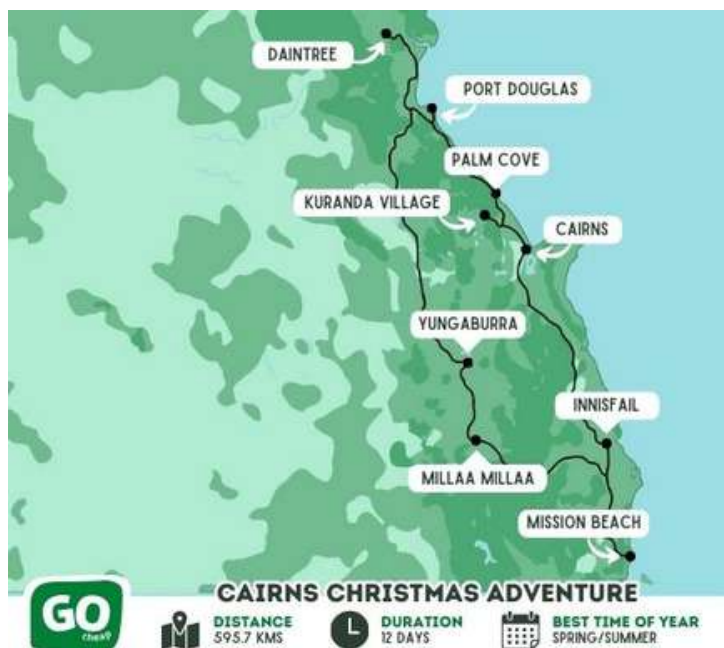 DAINTREE
PORT DOUGLAS
PALM COVE
KURANDA VILLAGE
CAIRNS
YUNGABURRA
INNISFAIL
MILLAA MILLAA
MISSION BEACH
CAIRNS CHRISTMAS ADVENTURE
GO
cheap
DISTANCE
595.7 KMS
DURATION
12 DAYS
BEST TIME OF YEAR
SPRING/SUMMER